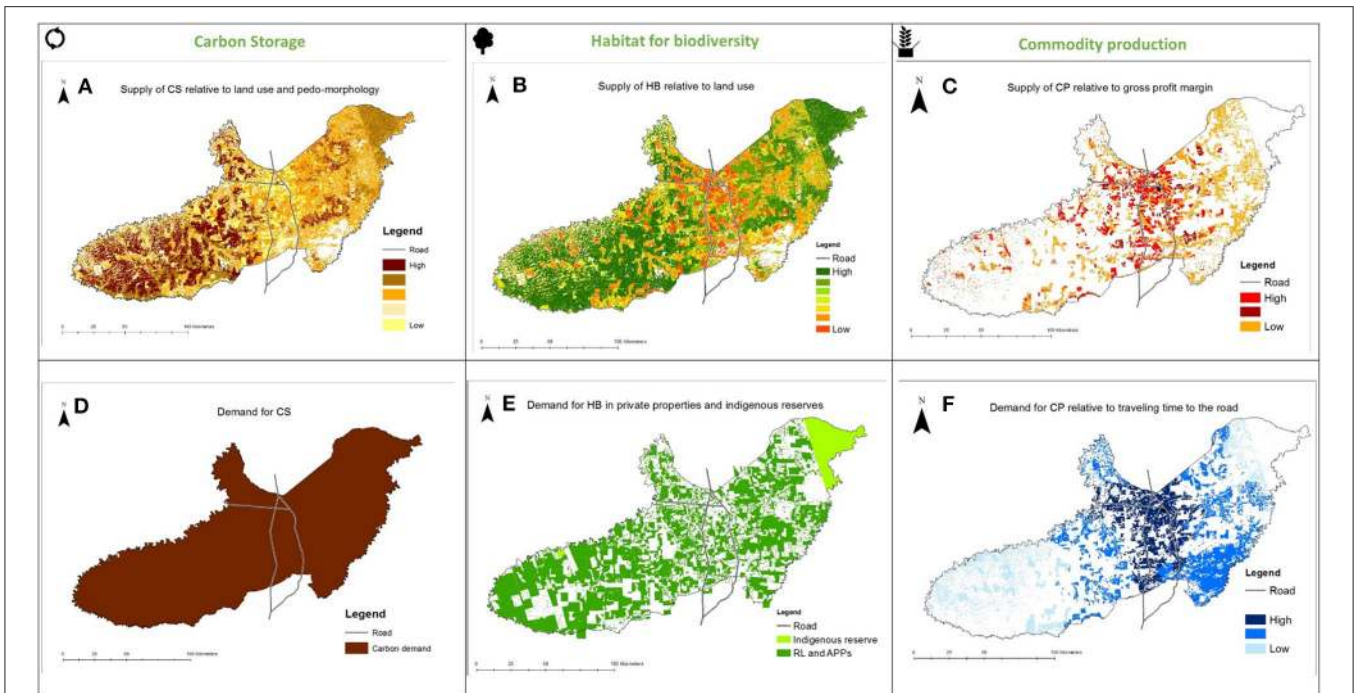 Carbon Storage
Habitat for biodiversity
Commodity production
N
A
Supply of CS relative to land use and pedo-morphology
Legend
Road
High
Low
N
B
Supply of HB relative to land use
Legend
Road
High
Low
N
C
Supply of CP relative to gross profit margin
Legend
Road
High
Low
N
D
Demand for CS
Legend
Road
Carbon demand
N
E
Demand for HB in private properties and indigenous reserves
Legend
Road
Indigenous reserve
RL and APPs
N
F
Demand for CP relative to traveling time to the road
Legend
Road
High
Low